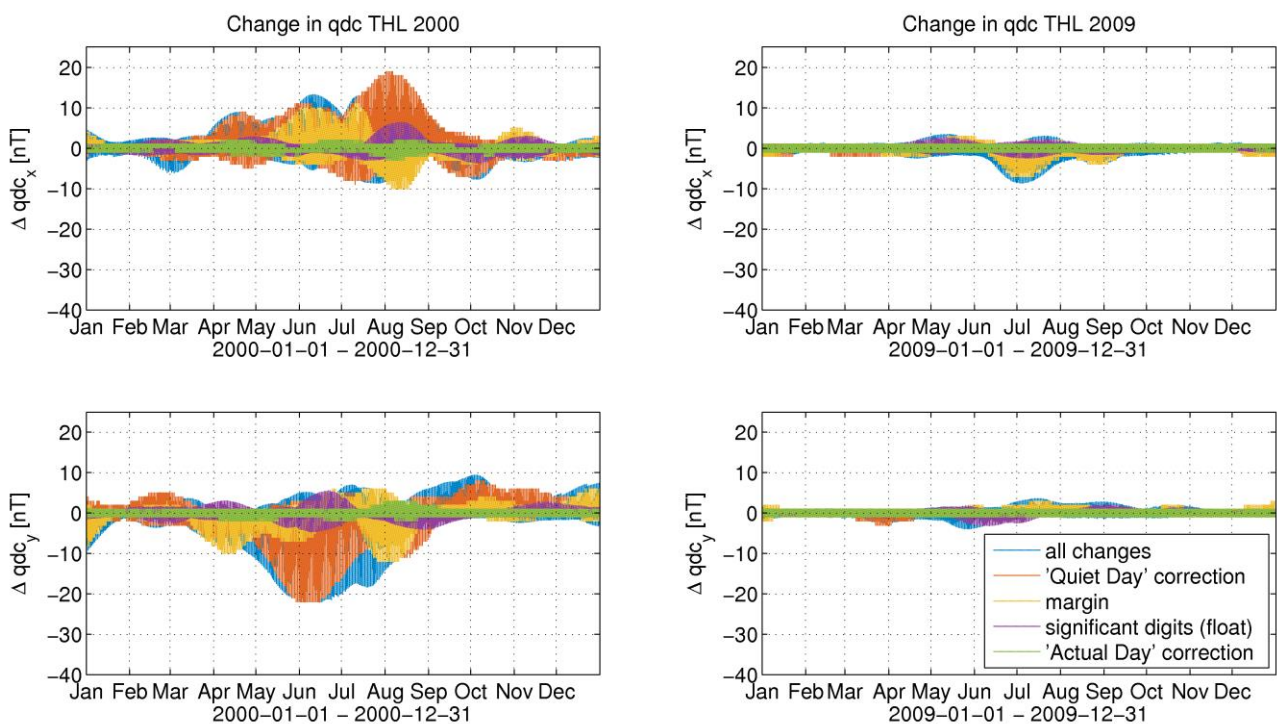 Change in qdc THL 2000
20
10
0
−10
−20
−30
−40
Δ qdc_x [nT]
Jan Feb Mar Apr May Jun Jul Aug Sep Oct Nov Dec
2000−01−01 − 2000−12−31
Change in qdc THL 2009
20
10
0
−10
−20
−30
−40
Δ qdc_x [nT]
Jan Feb Mar Apr May Jun Jul Aug Sep Oct Nov Dec
2009−01−01 − 2009−12−31
20
10
0
−10
−20
−30
−40
Δ qdc_y [nT]
Jan Feb Mar Apr May Jun Jul Aug Sep Oct Nov Dec
2000−01−01 − 2000−12−31
20
10
0
−10
−20
−30
−40
Δ qdc_y [nT]
all changes
'Quiet Day' correction
margin
significant digits (float)
'Actual Day' correction
Jan Feb Mar Apr May Jun Jul Aug Sep Oct Nov Dec
2009−01−01 − 2009−12−31